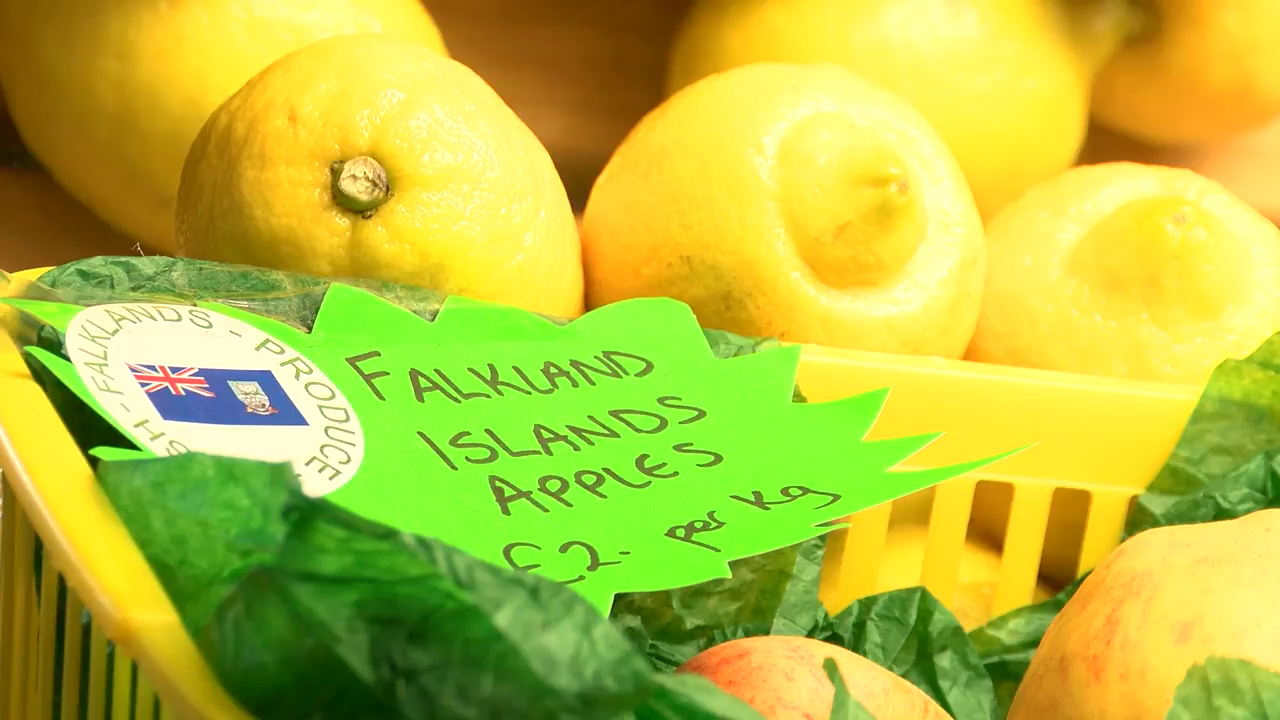 FALKLANDS - PRODUCE
FALKLAND
ISLANDS
APPLES
£2. per Kg